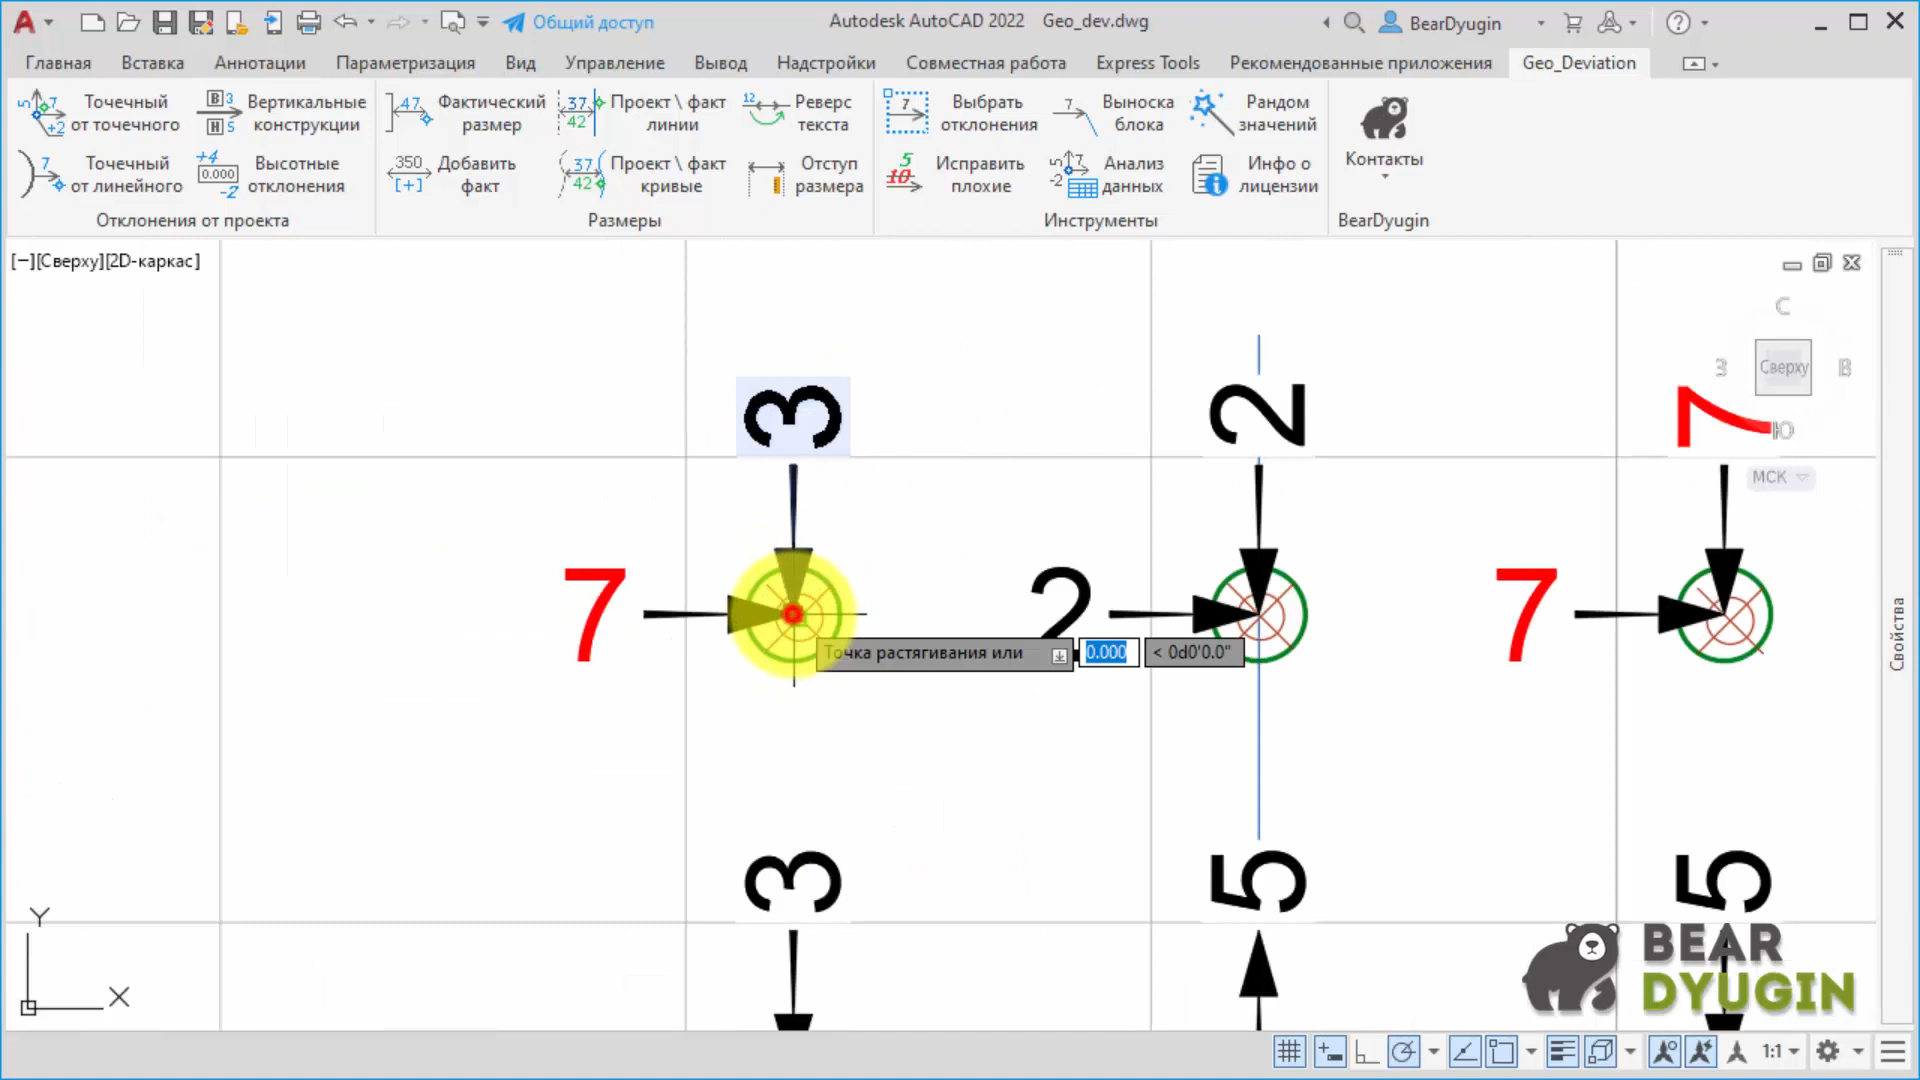 Общий доступ
Autodesk AutoCAD 2022 Geo_dev.dwg
BearDyugin
Главная Вставка Аннотации Параметризация Вид Управление Вывод Надстройки Совместная работа Express Tools Рекомендованные приложения Geo_Deviation
Точечный от точечного
Вертикальные конструкции
Точечный от линейного
Высотные отклонения
Отклонения от проекта
Фактический размер
Проект \ факт линии
Реверс текста
Добавить факт
Проект \ факт кривые
Отступ размера
Размеры
Выбрать отклонения
Выноска блока
Рандом значений
Исправить плохие
Анализ данных
Инфо о лицензии
Инструменты
Контакты
BearDyugin
[−][Сверху][2D-каркас]
С
З Сверху В
Ю
МСК
3 2 7
7 2 7
Точка растягивания или 0.000 < 0d0'0.0"
Свойства
3 5 5
Y
X
BEAR
DYUGIN
1:1